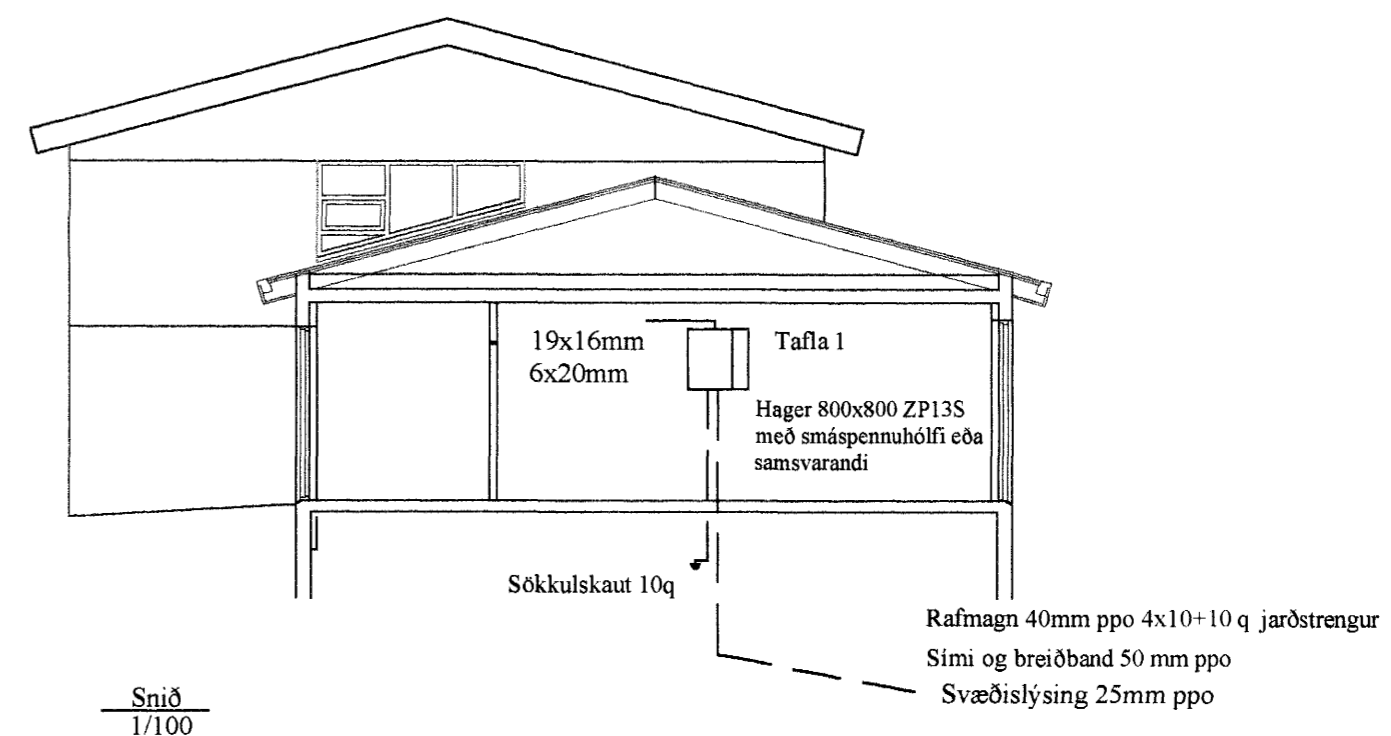 19x16mm
6x20mm
Tafla 1
Hager 800x800 ZP13S
með smáspennuhólfi eða
samsvarandi
Sökkulskaut 10q
Rafmagn 40mm ppo 4x10+10 q jarðstrengur
Sími og breiðband 50 mm ppo
Svæðislýsing 25mm ppo
Snið
1/100